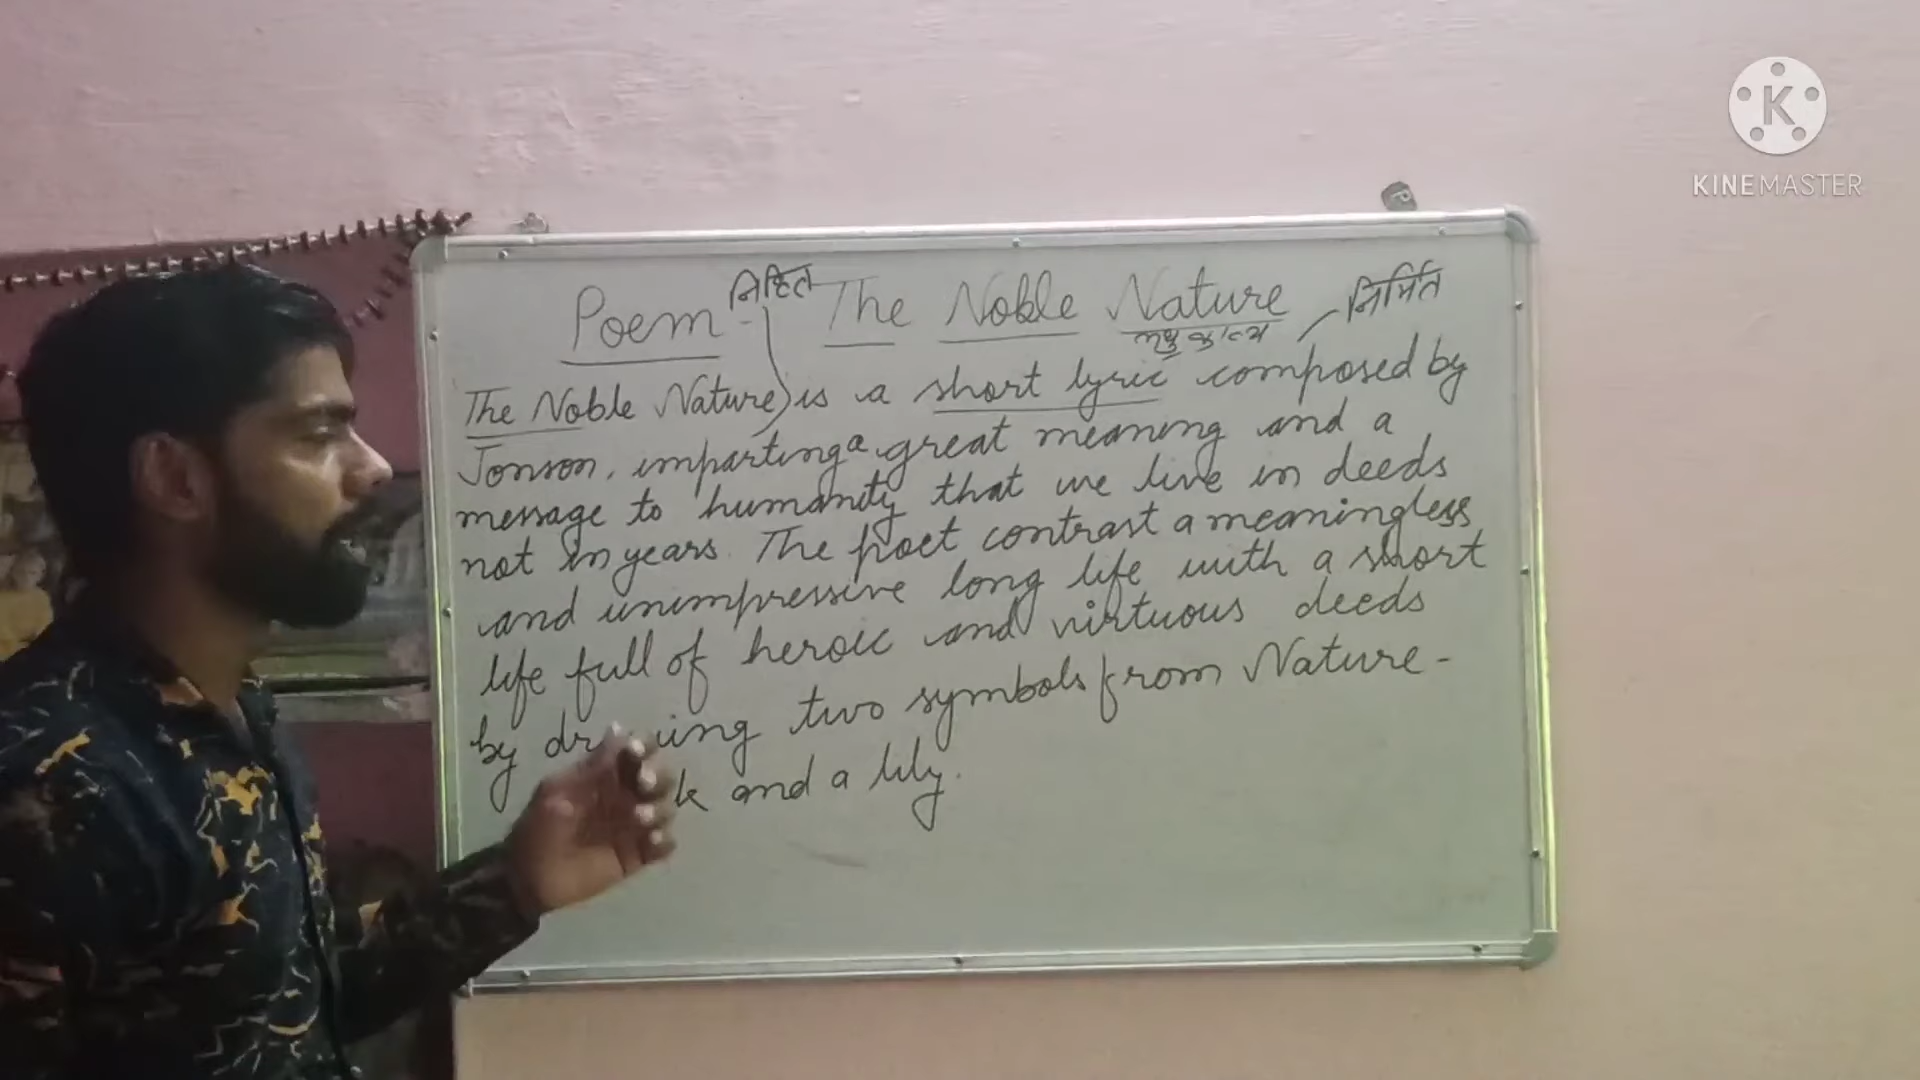 Poem - The Noble Nature
निहित
निर्मित
The Noble Nature is a short lyric composed by
Jonson, imparting a great meaning and a
message to humanity that we live in deeds
not in years. The poet contrast a meaningless
and unimpressive long life with a short
life full of heroic and virtuous deeds
by ing two symbols from Nature -
and a lily.
K
KINEMASTER